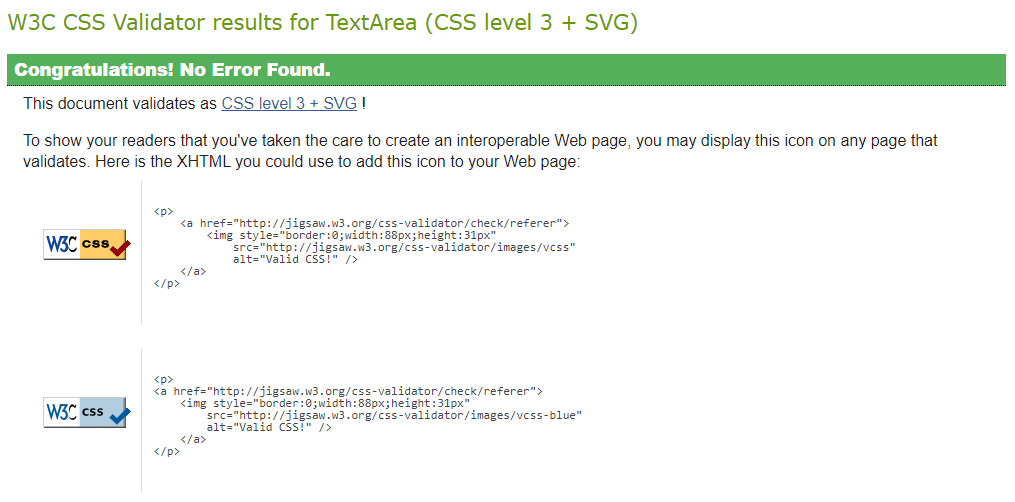 W3C CSS Validator results for TextArea (CSS level 3 + SVG)
Congratulations! No Error Found.
This document validates as CSS level 3 + SVG !
To show your readers that you've taken the care to create an interoperable Web page, you may display this icon on any page that
validates. Here is the XHTML you could use to add this icon to your Web page:
W3C css
<p>
<a href="http://jigsaw.w3.org/css-validator/check/referer">
<img style="border:0;width:88px;height:31px"
src="http://jigsaw.w3.org/css-validator/images/vcss"
alt="Valid CSS!" />
</a>
</p>
W3C css
<p>
<a href="http://jigsaw.w3.org/css-validator/check/referer">
<img style="border:0;width:88px;height:31px"
src="http://jigsaw.w3.org/css-validator/images/vcss-blue"
alt="Valid CSS!" />
</a>
</p>